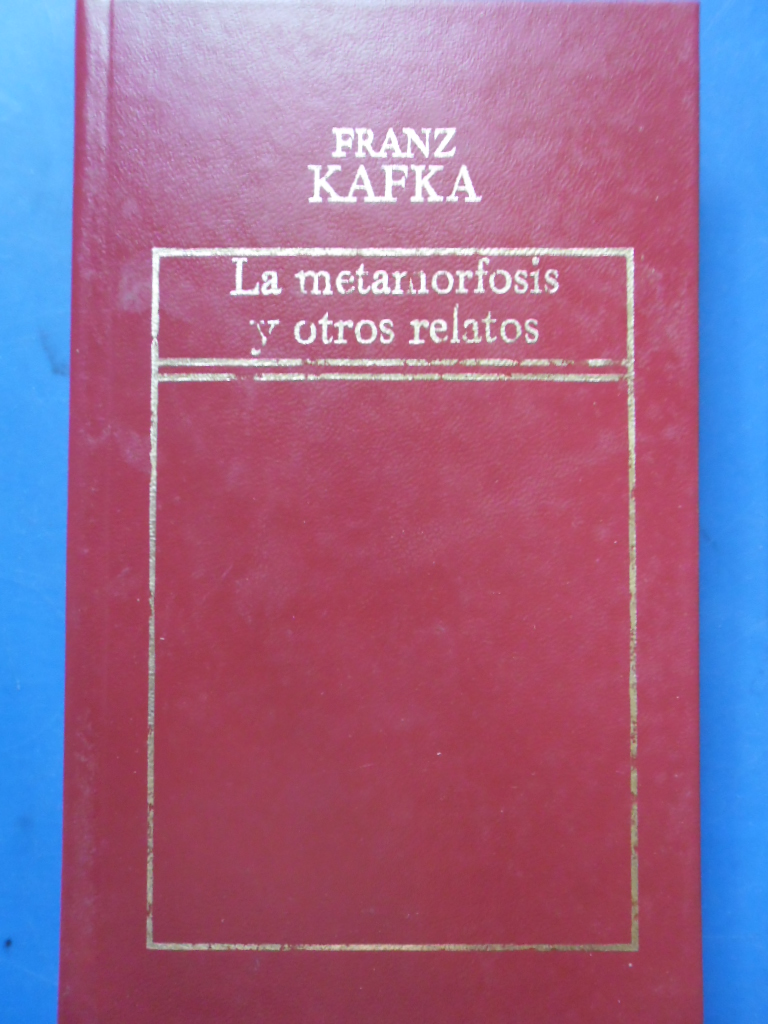 FRANZ
KAFKA
La metamorfosis
y otros relatos